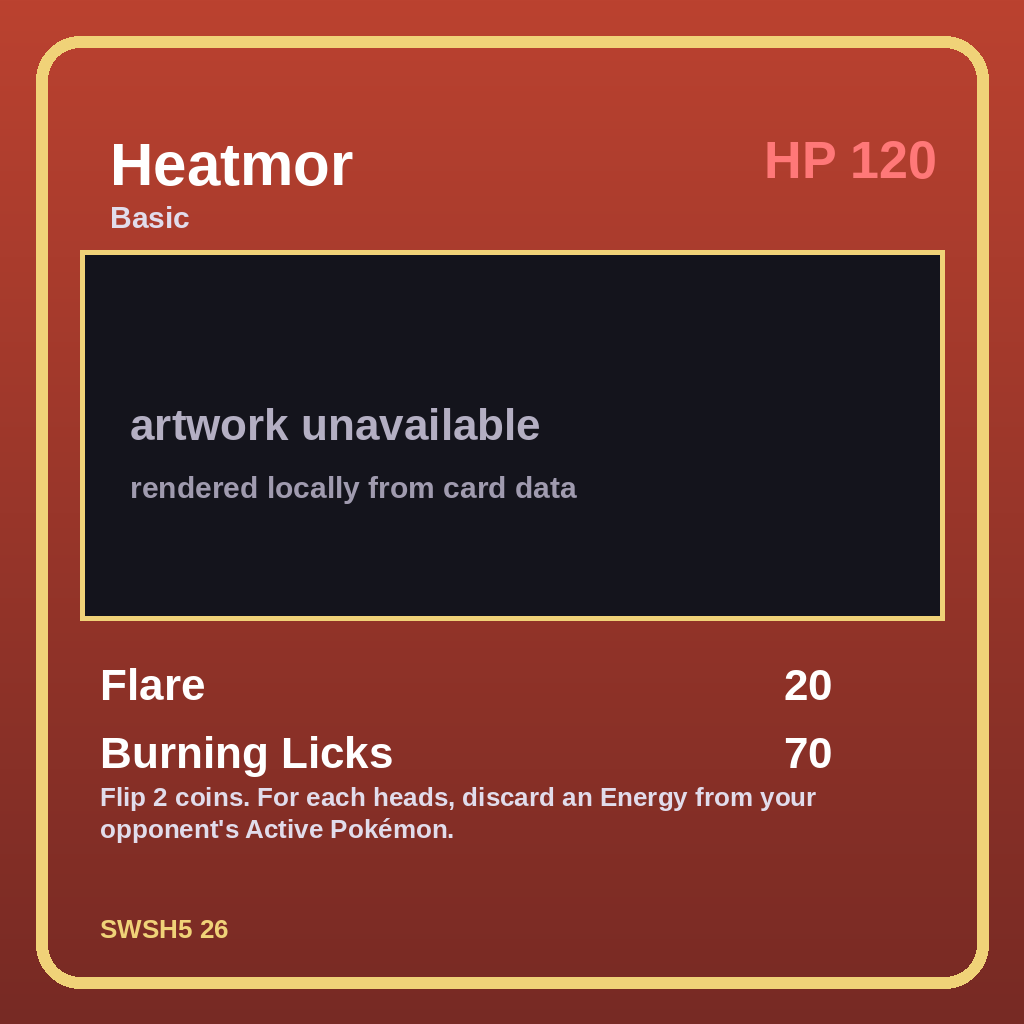 Heatmor
HP 120
Basic
artwork unavailable
rendered locally from card data
Flare 20
Burning Licks 70
Flip 2 coins. For each heads, discard an Energy from your
opponent's Active Pokémon.
SWSH5 26